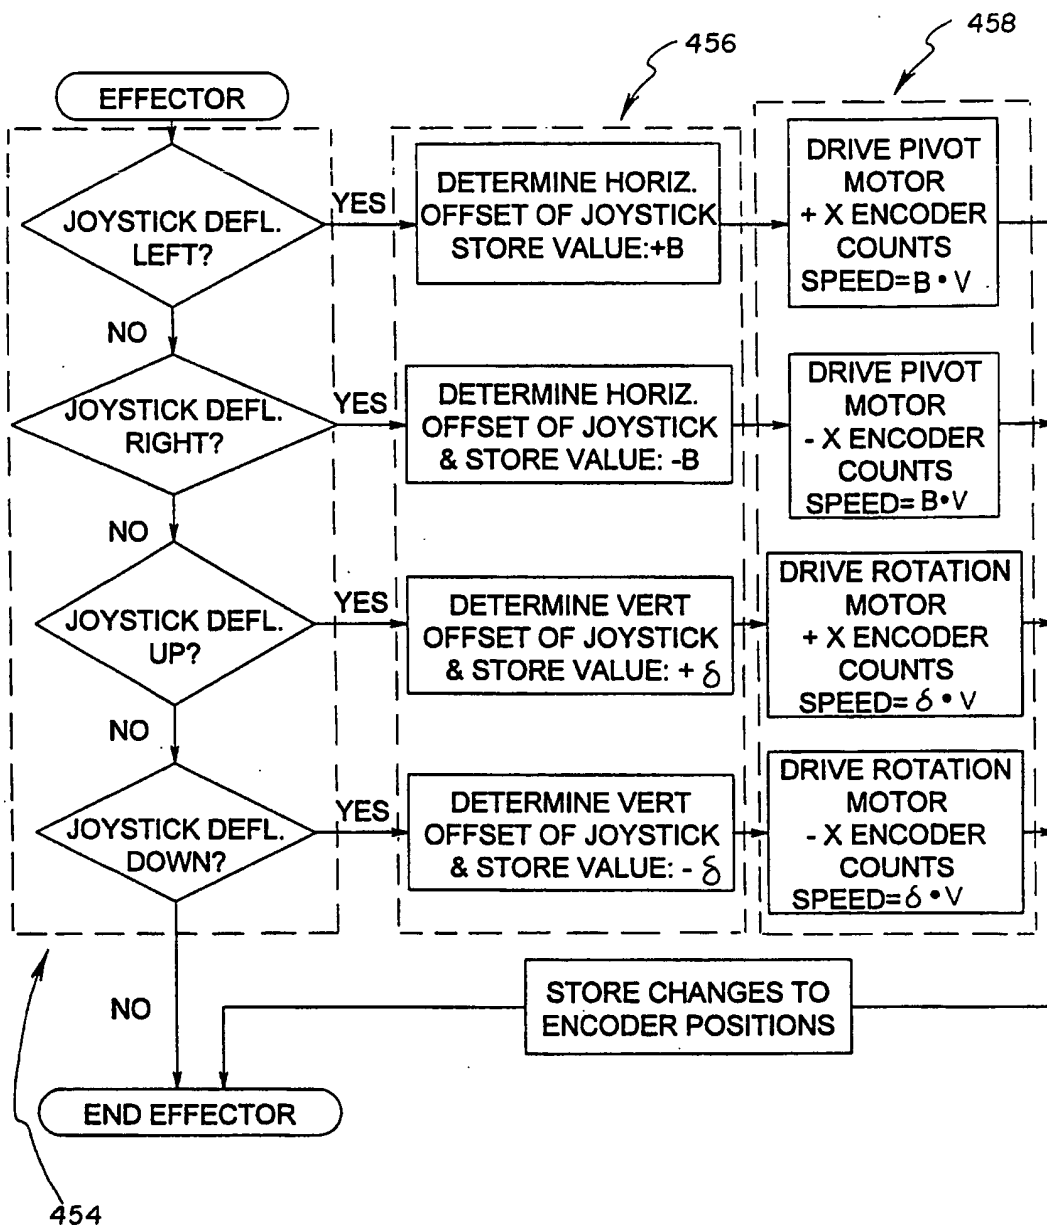 456
458
EFFECTOR
JOYSTICK DEFL.
LEFT?
YES
DETERMINE HORIZ.
OFFSET OF JOYSTICK
STORE VALUE:+B
DRIVE PIVOT
MOTOR
+ X ENCODER
COUNTS
SPEED=B•V
NO
JOYSTICK DEFL.
RIGHT?
YES
DETERMINE HORIZ.
OFFSET OF JOYSTICK
& STORE VALUE: -B
DRIVE PIVOT
MOTOR
- X ENCODER
COUNTS
SPEED=B•V
NO
JOYSTICK DEFL.
UP?
YES
DETERMINE VERT
OFFSET OF JOYSTICK
& STORE VALUE: + δ
DRIVE ROTATION
MOTOR
+ X ENCODER
COUNTS
SPEED=δ•V
NO
JOYSTICK DEFL.
DOWN?
YES
DETERMINE VERT
OFFSET OF JOYSTICK
& STORE VALUE: - δ
DRIVE ROTATION
MOTOR
- X ENCODER
COUNTS
SPEED=δ•V
NO
STORE CHANGES TO
ENCODER POSITIONS
END EFFECTOR
454